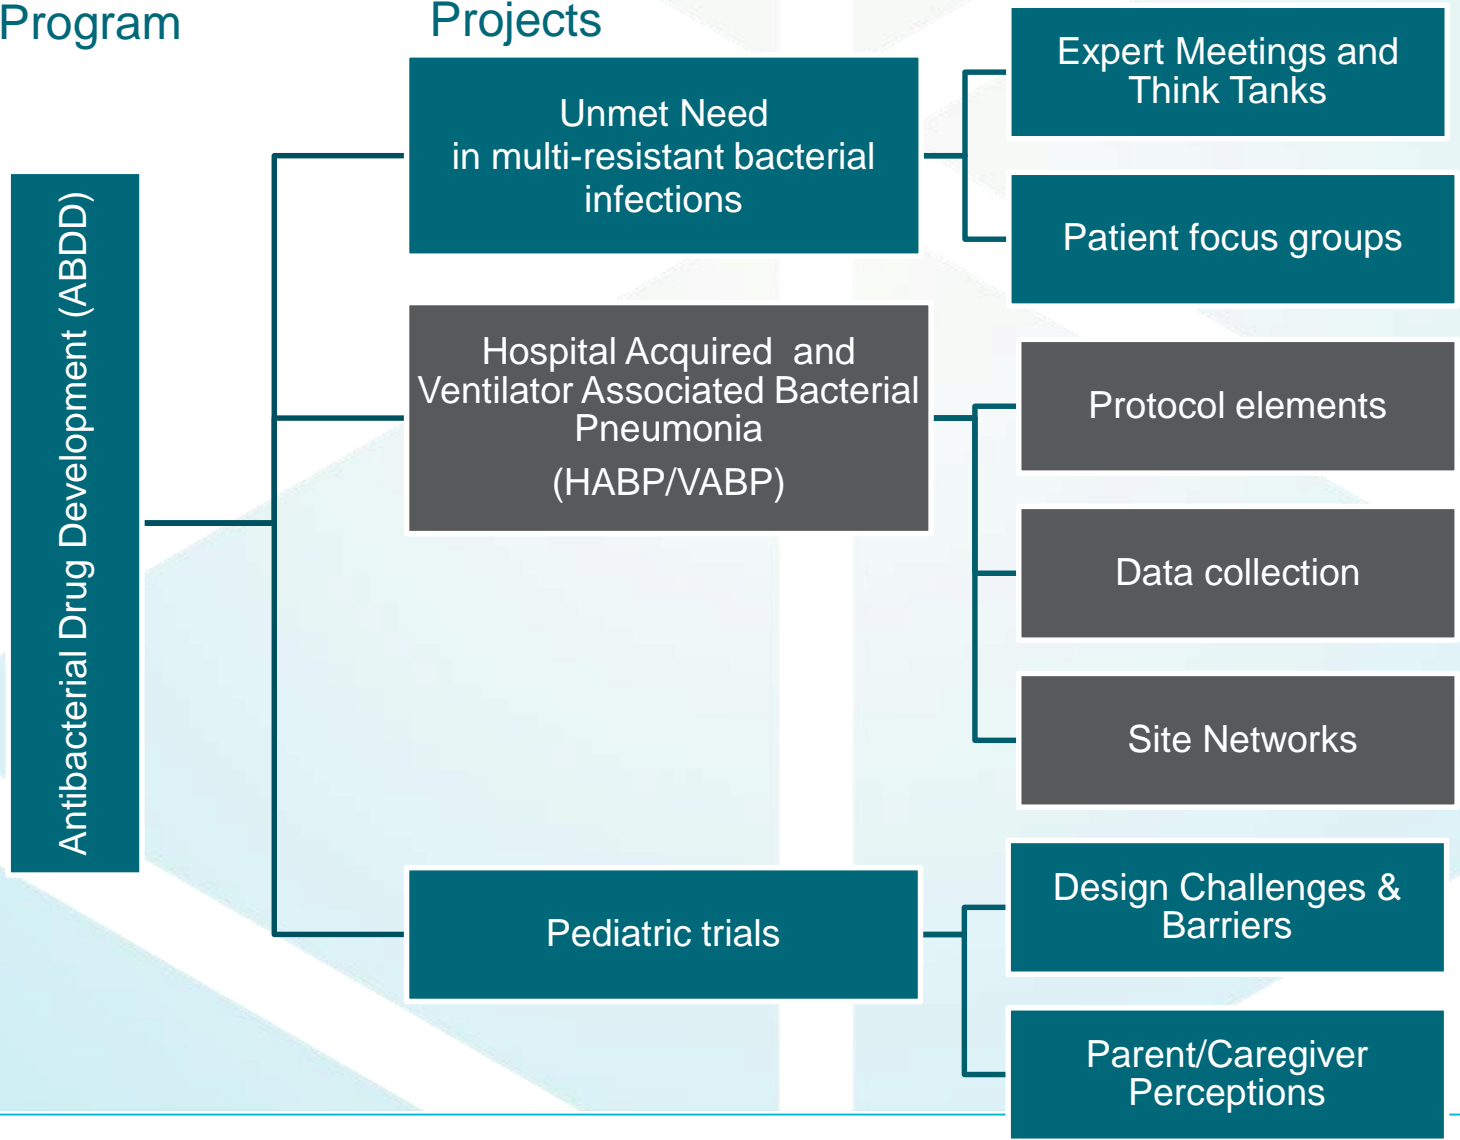 Program
Projects
Antibacterial Drug Development (ABDD)
Unmet Need
in multi-resistant bacterial
infections
Expert Meetings and
Think Tanks
Patient focus groups
Hospital Acquired and
Ventilator Associated Bacterial
Pneumonia
(HABP/VABP)
Protocol elements
Data collection
Site Networks
Pediatric trials
Design Challenges &
Barriers
Parent/Caregiver
Perceptions